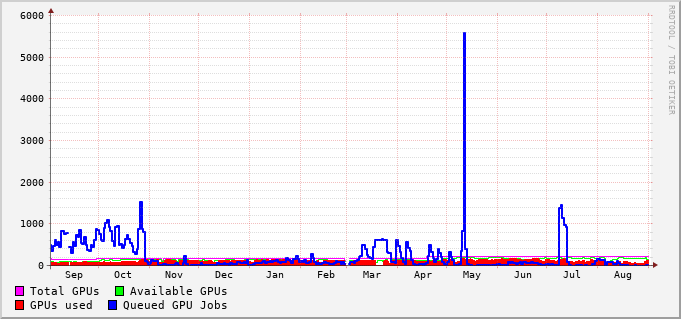 6000
5000
4000
3000
2000
1000
0
Sep Oct Nov Dec Jan Feb Mar Apr May Jun Jul Aug
Total GPUs Available GPUs
GPUs used Queued GPU Jobs
RRDTOOL / TOBI OETIKER